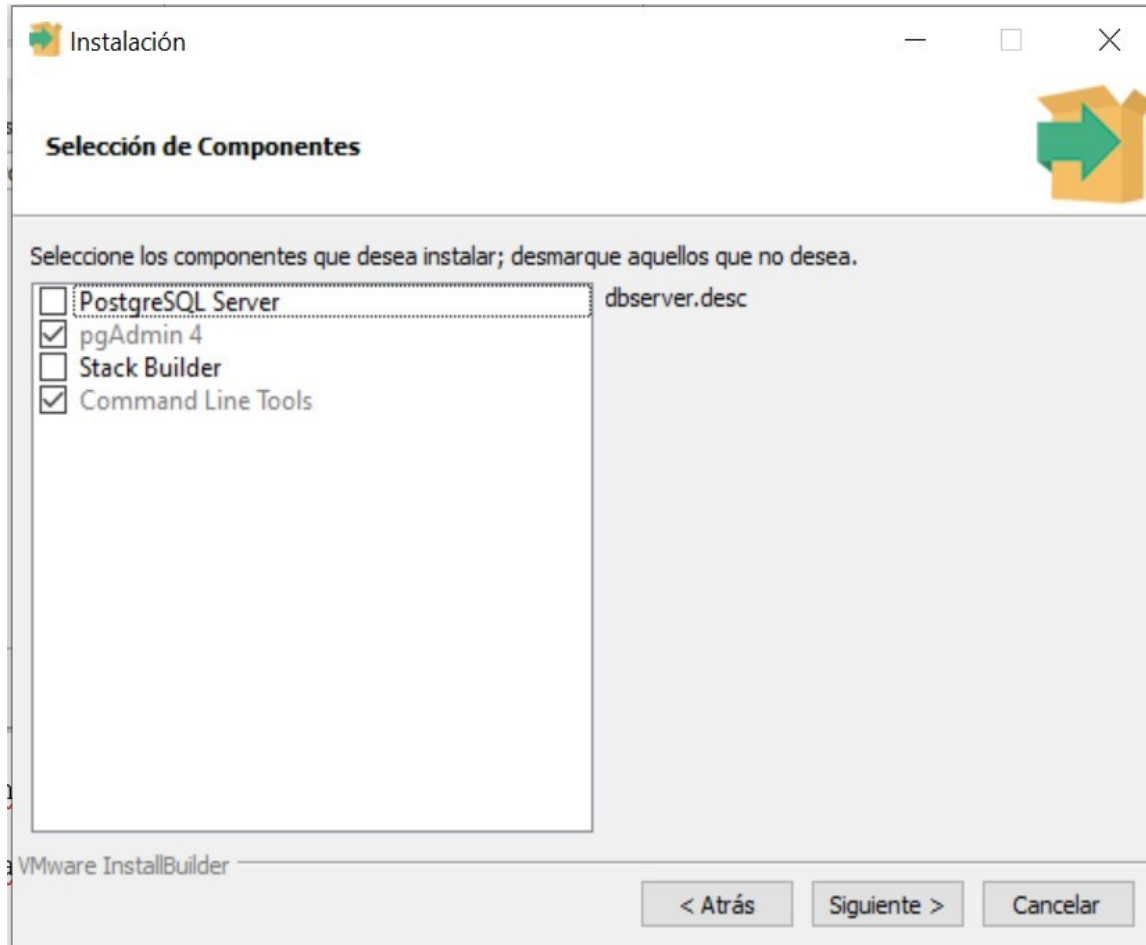 Instalación
Selección de Componentes
Seleccione los componentes que desea instalar; desmarque aquellos que no desea.
PostgreSQL Server
dbserver.desc
pgAdmin 4
Stack Builder
Command Line Tools
VMware InstallBuilder
< Atrás
Siguiente >
Cancelar